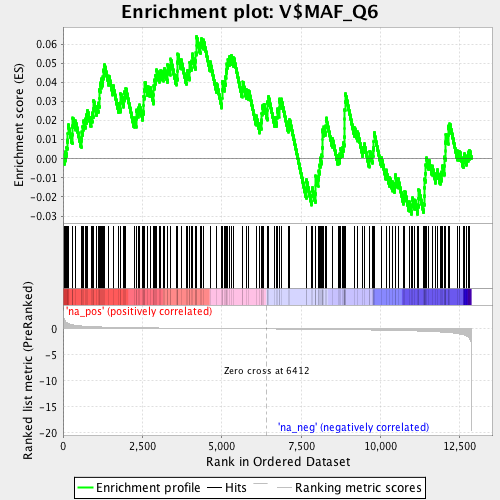 Enrichment plot: V$MAF_Q6
Enrichment score (ES)
0.06
0.05
0.04
0.03
0.02
0.01
0.00
-0.01
-0.02
-0.03
'na_pos' (positively correlated)
Ranked list metric (PreRanked)
0
-5
-10
-15
-20
Zero cross at 6412
'na_neg' (negatively correlated)
0
2,500
5,000
7,500
10,000
12,500
Rank in Ordered Dataset
Enrichment profile
Hits
Ranking metric scores